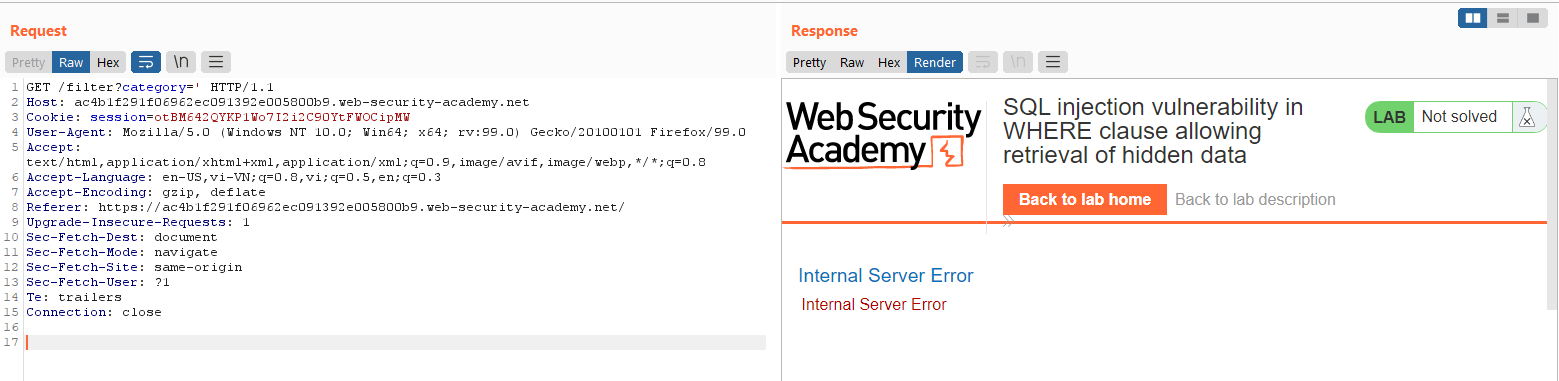 Request
Pretty Raw Hex \n
1 GET /filter?category=' HTTP/1.1
2 Host: ac4b1f291f06962ec091392e005800b9.web-security-academy.net
3 Cookie: session=otBM642QYKP1Wo7I2i2C9OYtFWOCipMW
4 User-Agent: Mozilla/5.0 (Windows NT 10.0; Win64; x64; rv:99.0) Gecko/20100101 Firefox/99.0
5 Accept:
text/html,application/xhtml+xml,application/xml;q=0.9,image/avif,image/webp,*/*;q=0.8
6 Accept-Language: en-US,vi-VN;q=0.8,vi;q=0.5,en;q=0.3
7 Accept-Encoding: gzip, deflate
8 Referer: https://ac4b1f291f06962ec091392e005800b9.web-security-academy.net/
9 Upgrade-Insecure-Requests: 1
10 Sec-Fetch-Dest: document
11 Sec-Fetch-Mode: navigate
12 Sec-Fetch-Site: same-origin
13 Sec-Fetch-User: ?1
14 Te: trailers
15 Connection: close
16
17
Response
Pretty Raw Hex Render \n
Web Security
Academy
SQL injection vulnerability in
WHERE clause allowing
retrieval of hidden data
LAB Not solved
Back to lab home Back to lab description
Internal Server Error
Internal Server Error